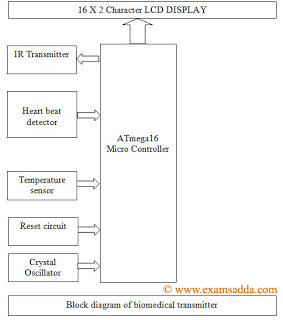 16 X 2 Character LCD DISPLAY
IR Transmitter
Heart beat
detector
ATmega16
Micro Controller
Temperature
sensor
Reset circuit
Crystal
Oscillator
© www.examsadda.com
Block diagram of biomedical transmitter